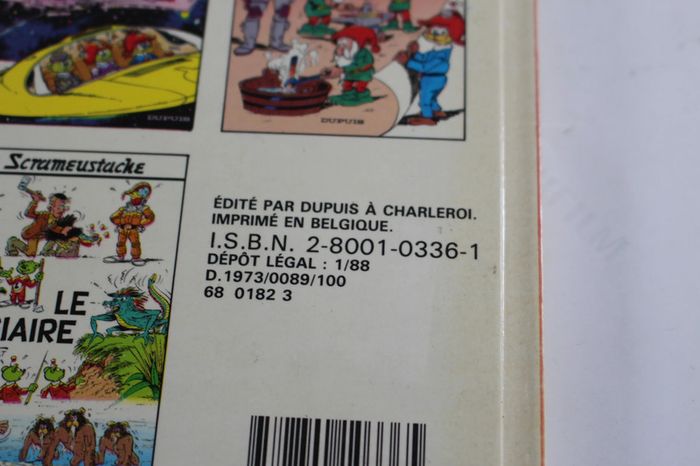 DUPUIS
DUPUIS
SCRAMEUSTACHE
LE
IAIRE
ÉDITÉ PAR DUPUIS À CHARLEROI.
IMPRIMÉ EN BELGIQUE.
I.S.B.N. 2-8001-0336-1
DÉPÔT LÉGAL : 1/88
D.1973/0089/100
68 0182 3